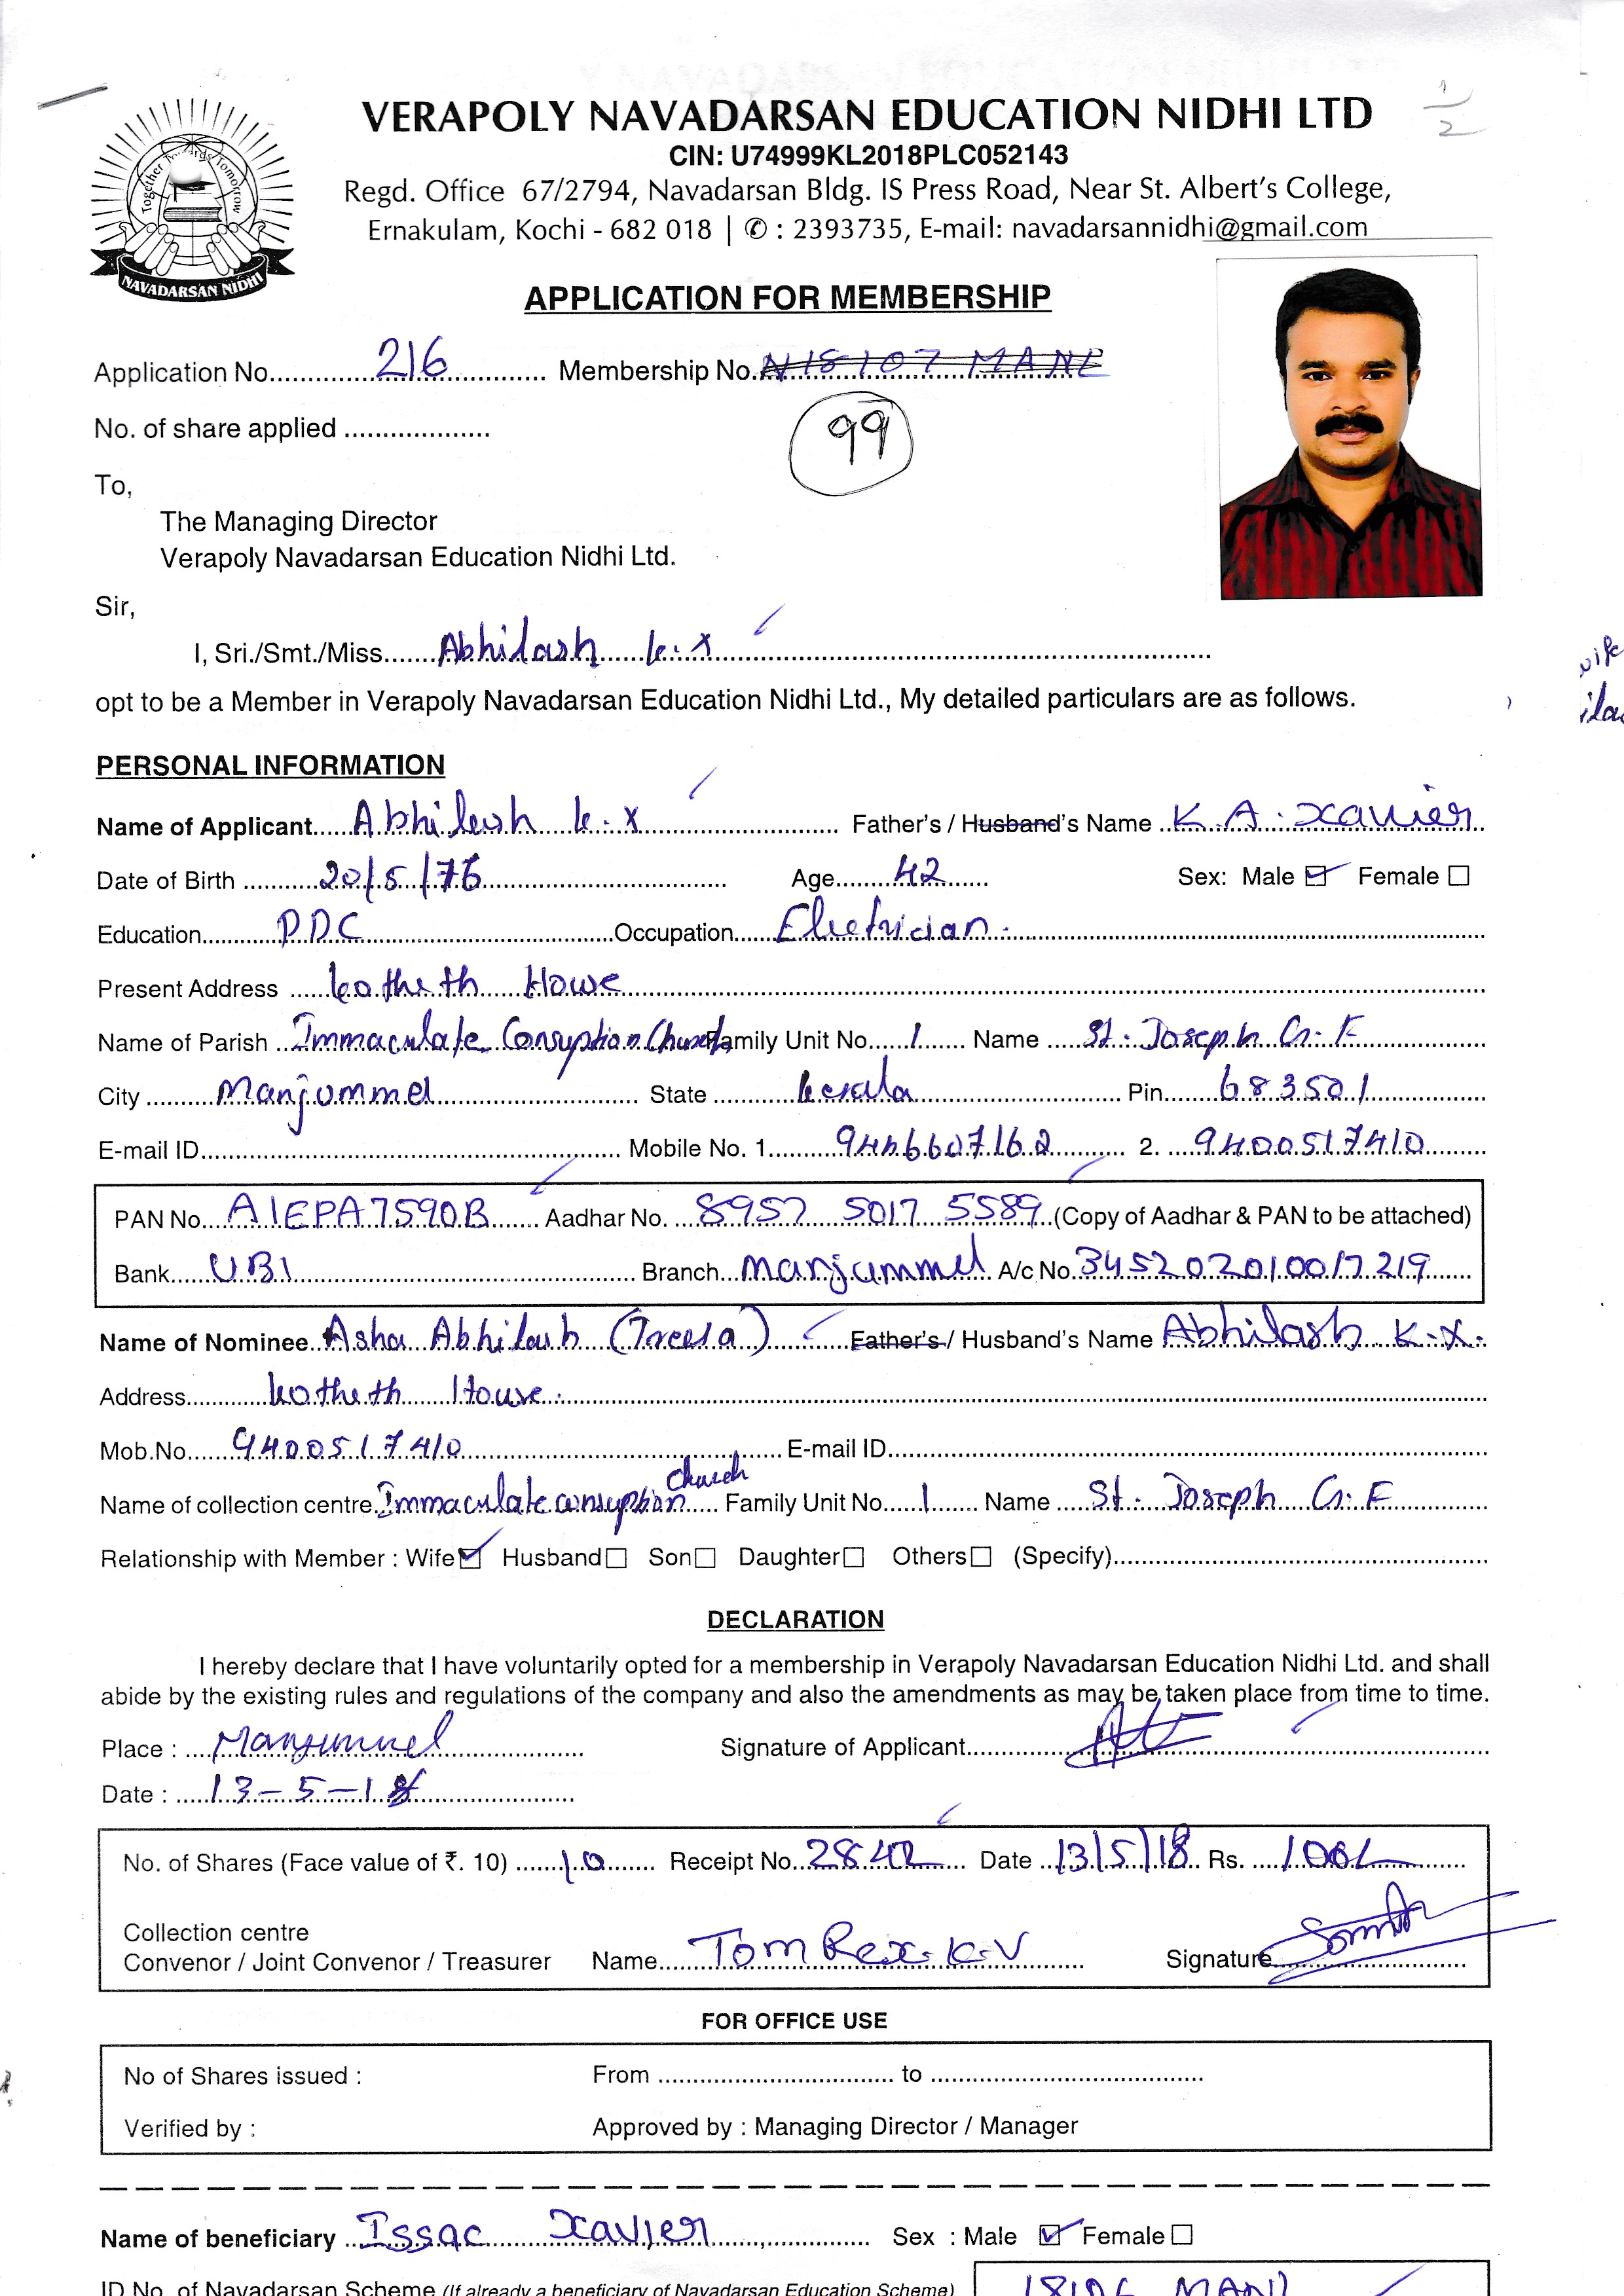 VERAPOLY NAVADARSAN EDUCATION NIDHI LTD
CIN: U74999KL2018PLC052143
Regd. Office 67/2794, Navadarsan Bldg. IS Press Road, Near St. Albert's College,
Ernakulam, Kochi - 682 018 | ✆ : 2393735, E-mail: navadarsannidhi@gmail.com
1/2
Together Towards Tomorrow
NAVADARSAN NIDHI
APPLICATION FOR MEMBERSHIP
Application No. 216 Membership No. N18107 MANL
No. of share applied
99
To,
The Managing Director
Verapoly Navadarsan Education Nidhi Ltd.
Sir,
I, Sri./Smt./Miss. Abhilash k.x
opt to be a Member in Verapoly Navadarsan Education Nidhi Ltd., My detailed particulars are as follows.
PERSONAL INFORMATION
Name of Applicant. Abhilash k.x Father's / Husband's Name K.A. Xavier
Date of Birth 20/5/76 Age 42 Sex: Male ☑ Female ☐
Education PDC Occupation Electrician.
Present Address Kotheth House
Name of Parish Immaculate Consyption Church Family Unit No. 1 Name St. Joseph G.F
City Manjummel State Kerala Pin 683501
E-mail ID Mobile No. 1. 9446607162 2. 9400517410
PAN No. AIEPA7590B Aadhar No. 8957 5017 5589 (Copy of Aadhar & PAN to be attached)
Bank UBI Branch Manjummel A/c No. 345202010017219
Name of Nominee Asha Abhilash (Treesa) Father's / Husband's Name Abhilash K.X.
Address Kotheth House.
Mob.No. 9400517410 E-mail ID
Name of collection centre. Immaculate consyption church Family Unit No. 1 Name St. Joseph G.F
Relationship with Member : Wife ☑ Husband ☐ Son ☐ Daughter ☐ Others ☐ (Specify)
DECLARATION
I hereby declare that I have voluntarily opted for a membership in Verapoly Navadarsan Education Nidhi Ltd. and shall
abide by the existing rules and regulations of the company and also the amendments as may be taken place from time to time.
Place : Manjummel Signature of Applicant
Date : 13-5-18
No. of Shares (Face value of ₹. 10) 10 Receipt No. 2842 Date 13/5/18 Rs. 100/-
Collection centre
Convenor / Joint Convenor / Treasurer Name Tom Rex. K.V Signature
FOR OFFICE USE
No of Shares issued : From to
Verified by : Approved by : Managing Director / Manager
Name of beneficiary Issac Xavier Sex : Male ☑ Female ☐
ID No. of Navadarsan Scheme (If already a beneficiary of Navadarsan Education Scheme) 18106 MANL